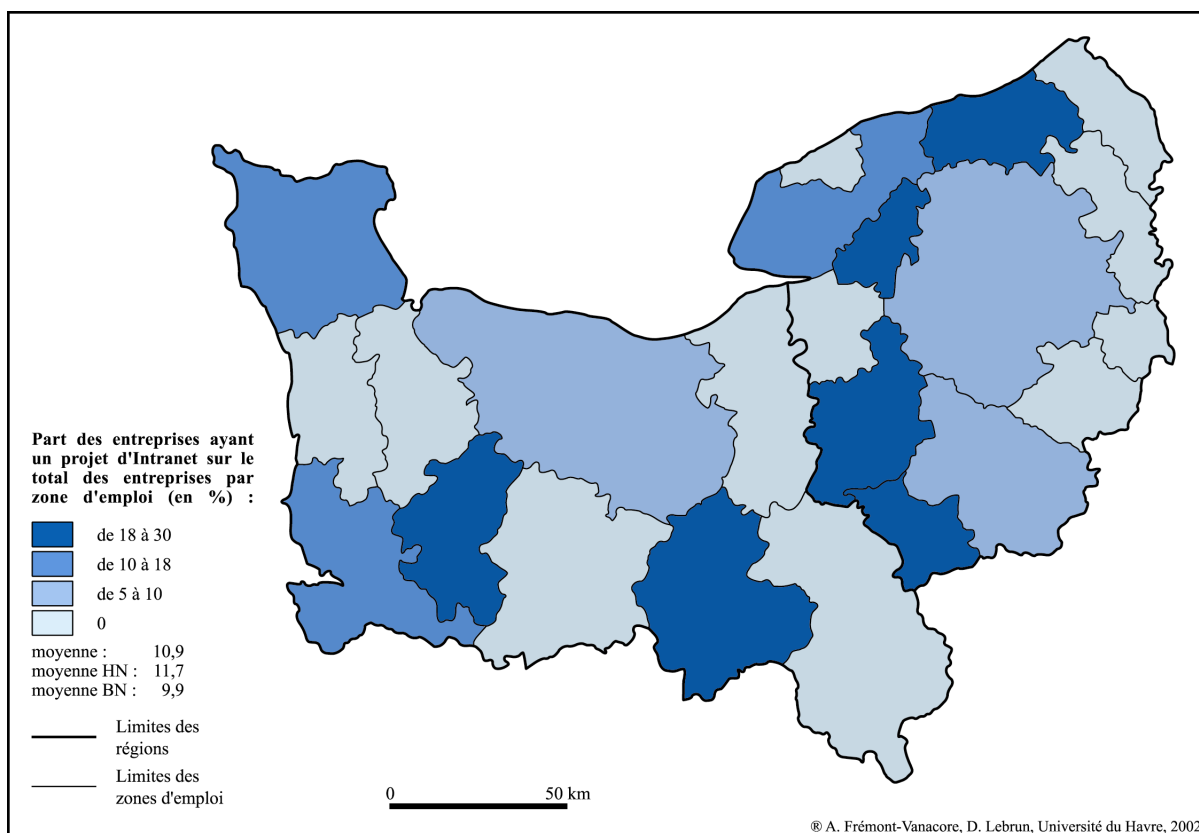 Part des entreprises ayant
un projet d'Intranet sur le
total des entreprises par
zone d'emploi (en %) :
de 18 à 30
de 10 à 18
de 5 à 10
0
moyenne : 10,9
moyenne HN : 11,7
moyenne BN : 9,9
Limites des
régions
Limites des
zones d'emploi
0 50 km
® A. Frémont-Vanacore, D. Lebrun, Université du Havre, 2002